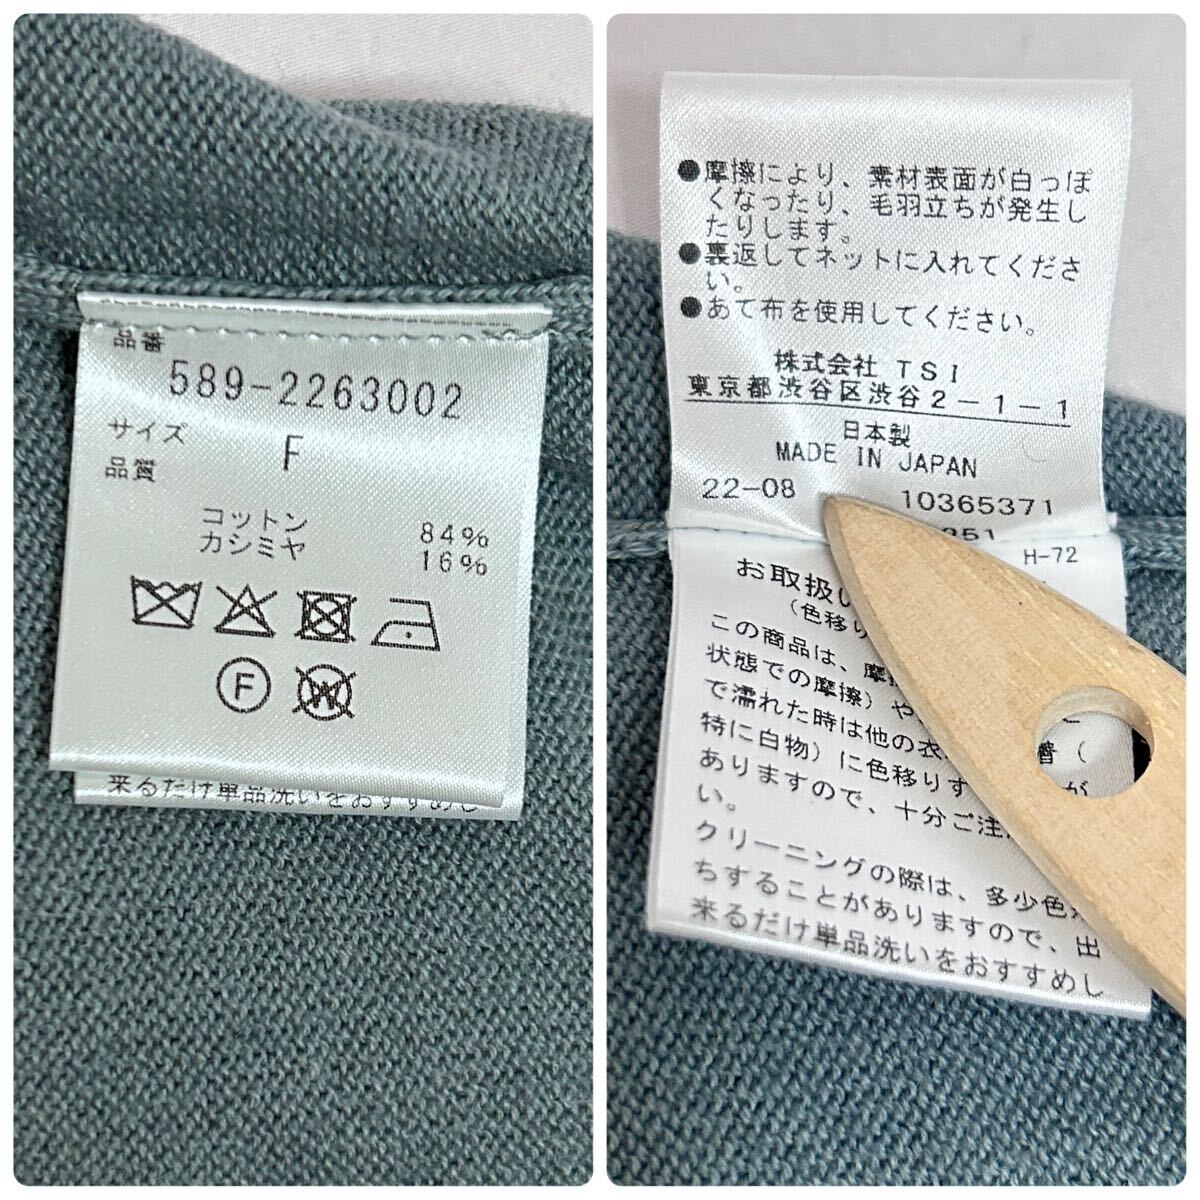 品番
589-2263002
サイズ F
品質
コットン 84%
カシミヤ 16%
F
W
来るだけ単品洗いをおすすめし
●摩擦により、素材表面が白っぽ
くなったり、毛羽立ちが発生し
たりします。
●裏返してネットに入れてくださ
い。
●あて布を使用してください。
株式会社 TSI
東京都渋谷区渋谷2-1-1
日本製
MADE IN JAPAN
22-08 10365371
351
H-72
お取扱い
(色移り
この商品は、摩擦
状態での摩擦)や
で濡れた時は他の衣
特に白物)に色移りす
ありますので、十分ご注
い。
クリーニングの際は、多少色
ちすることがありますので、出
来るだけ単品洗いをおすすめし